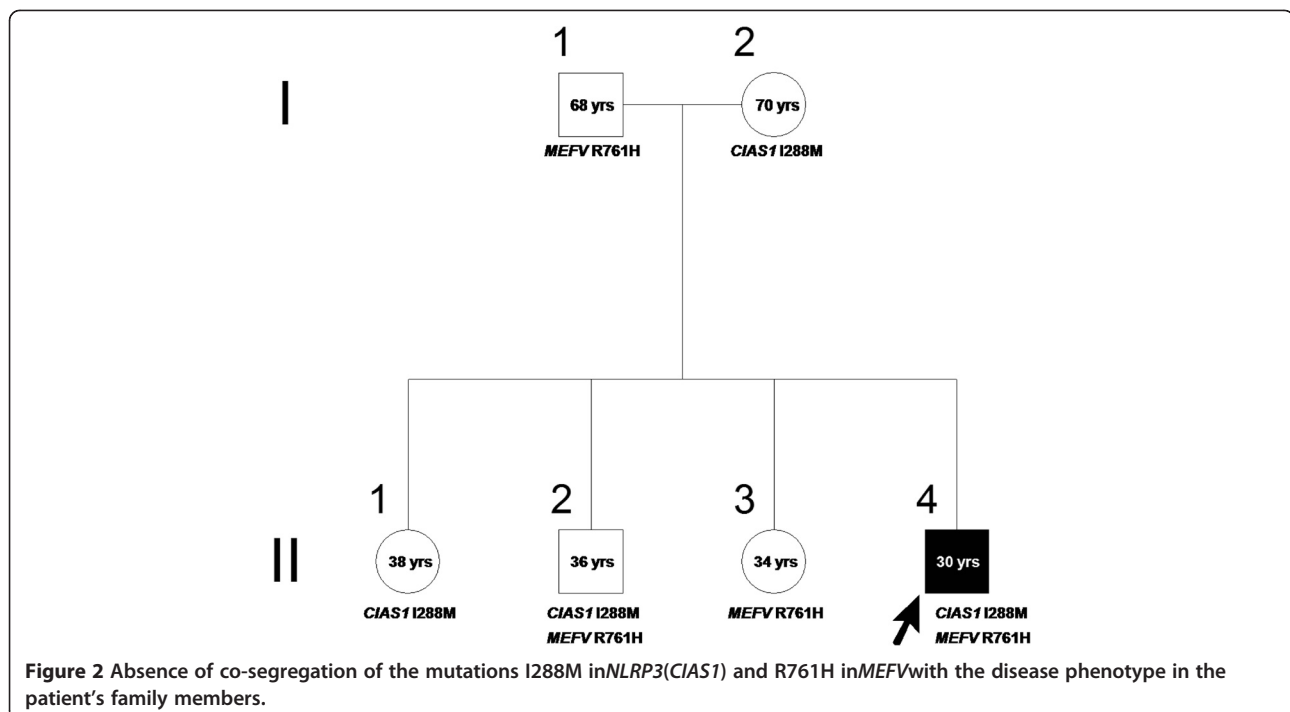 1 2
I 68 yrs 70 yrs
MEFV R761H CIAS1 I288M
1 2 3 4
II 38 yrs 36 yrs 34 yrs 30 yrs
CIAS1 I288M CIAS1 I288M MEFV R761H CIAS1 I288M
MEFV R761H MEFV R761H
Figure 2 Absence of co-segregation of the mutations I288M inNLRP3(CIAS1) and R761H inMEFVwith the disease phenotype in the
patient's family members.